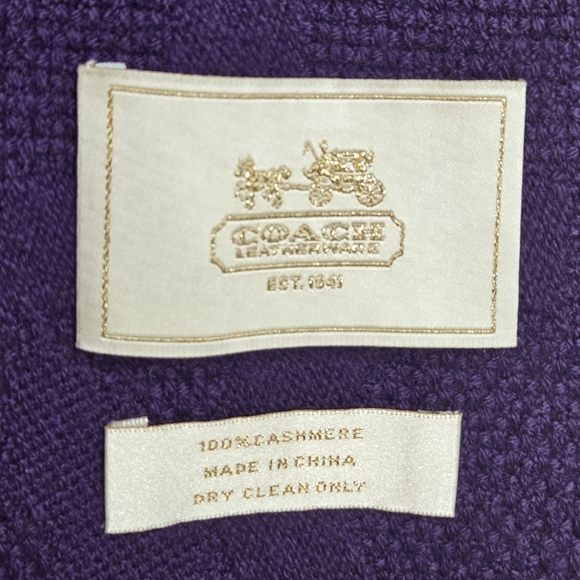 COACH
LEATHERWARE
EST. 1941
100% CASHMERE
MADE IN CHINA
DRY CLEAN ONLY